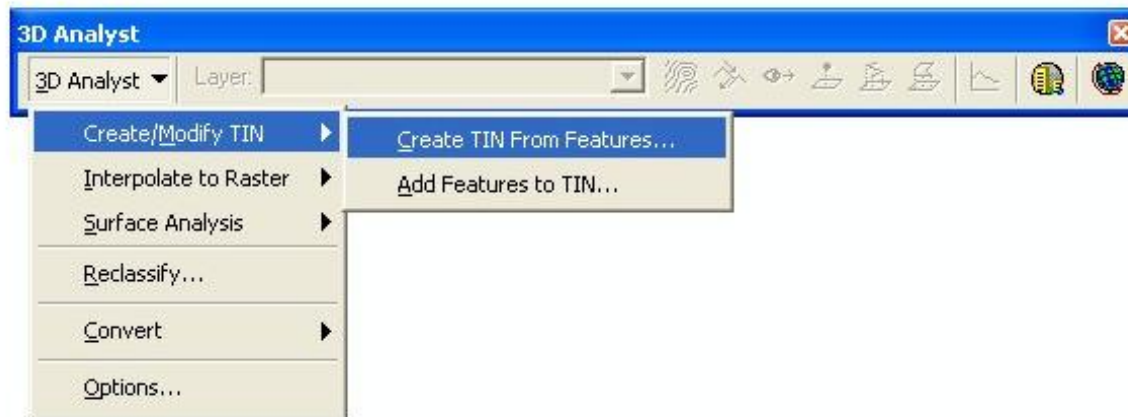 3D Analyst
3D Analyst Layer:
Create/Modify TIN
Create TIN From Features...
Interpolate to Raster
Add Features to TIN...
Surface Analysis
Reclassify...
Convert
Options...